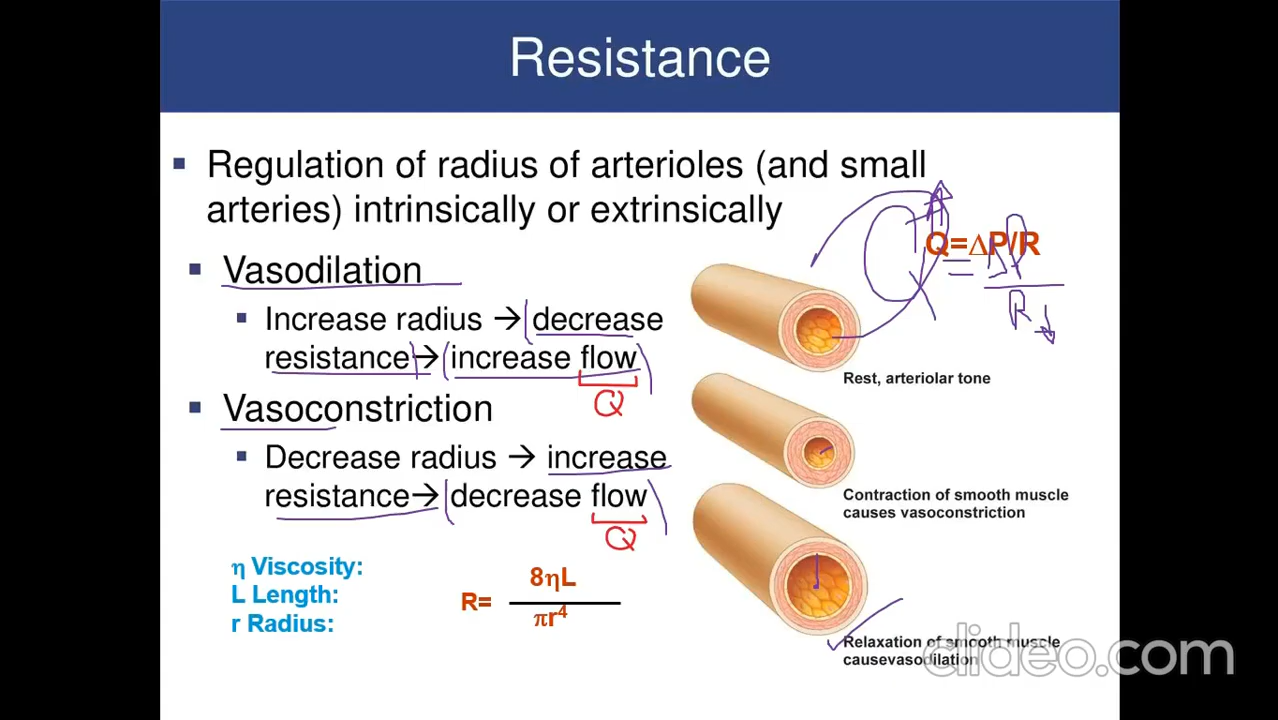 Resistance
▪ Regulation of radius of arterioles (and small
arteries) intrinsically or extrinsically
Q=ΔP/R
Q = ΔP
R ↓
▪ Vasodilation
▪ Increase radius → decrease
resistance → increase flow
Q
Rest, arteriolar tone
▪ Vasoconstriction
▪ Decrease radius → increase
resistance→ decrease flow
Q
Contraction of smooth muscle
causes vasoconstriction
η Viscosity:
L Length:
r Radius:
R=
8ηL
πr⁴
Relaxation of smooth muscle
causevasodilation
clideo.com